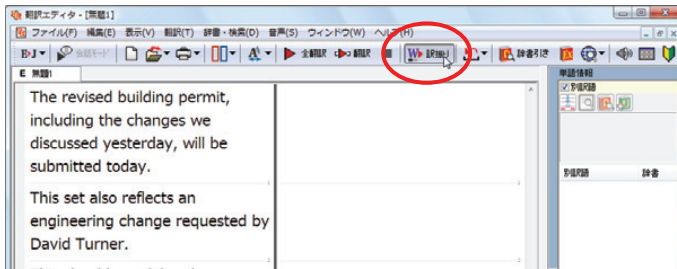 翻訳エディタ - [無題1]
ファイル(F) 編集(E) 表示(V) 翻訳(T) 辞書・検索(D) 音声(S) ウィンドウ(W) ヘルプ(H)
E▸J 全翻訳 翻訳 訳振り 辞書引き
E 無題1
単語情報
The revised building permit,
including the changes we
discussed yesterday, will be
submitted today.
1 1
This set also reflects an
engineering change requested by
David Turner.
2 2
別訳語
別訳語 辞書